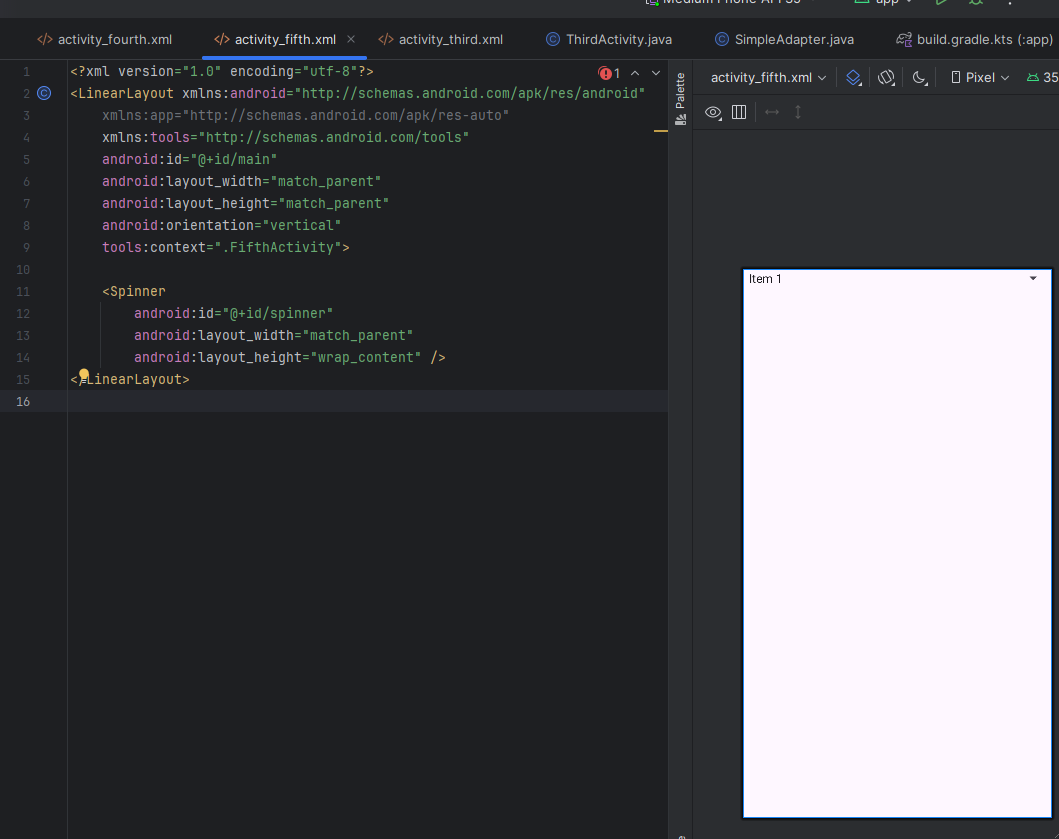 Medium Phone API 35 app
activity_fourth.xml activity_fifth.xml activity_third.xml ThirdActivity.java SimpleAdapter.java build.gradle.kts (:app)
1 <?xml version="1.0" encoding="utf-8"?> 1
2 <LinearLayout xmlns:android="http://schemas.android.com/apk/res/android"
3 xmlns:app="http://schemas.android.com/apk/res-auto"
4 xmlns:tools="http://schemas.android.com/tools"
5 android:id="@+id/main"
6 android:layout_width="match_parent"
7 android:layout_height="match_parent"
8 android:orientation="vertical"
9 tools:context=".FifthActivity">
10
11 <Spinner
12 android:id="@+id/spinner"
13 android:layout_width="match_parent"
14 android:layout_height="wrap_content" />
15 </LinearLayout>
16
Palette
activity_fifth.xml Pixel 35
Item 1